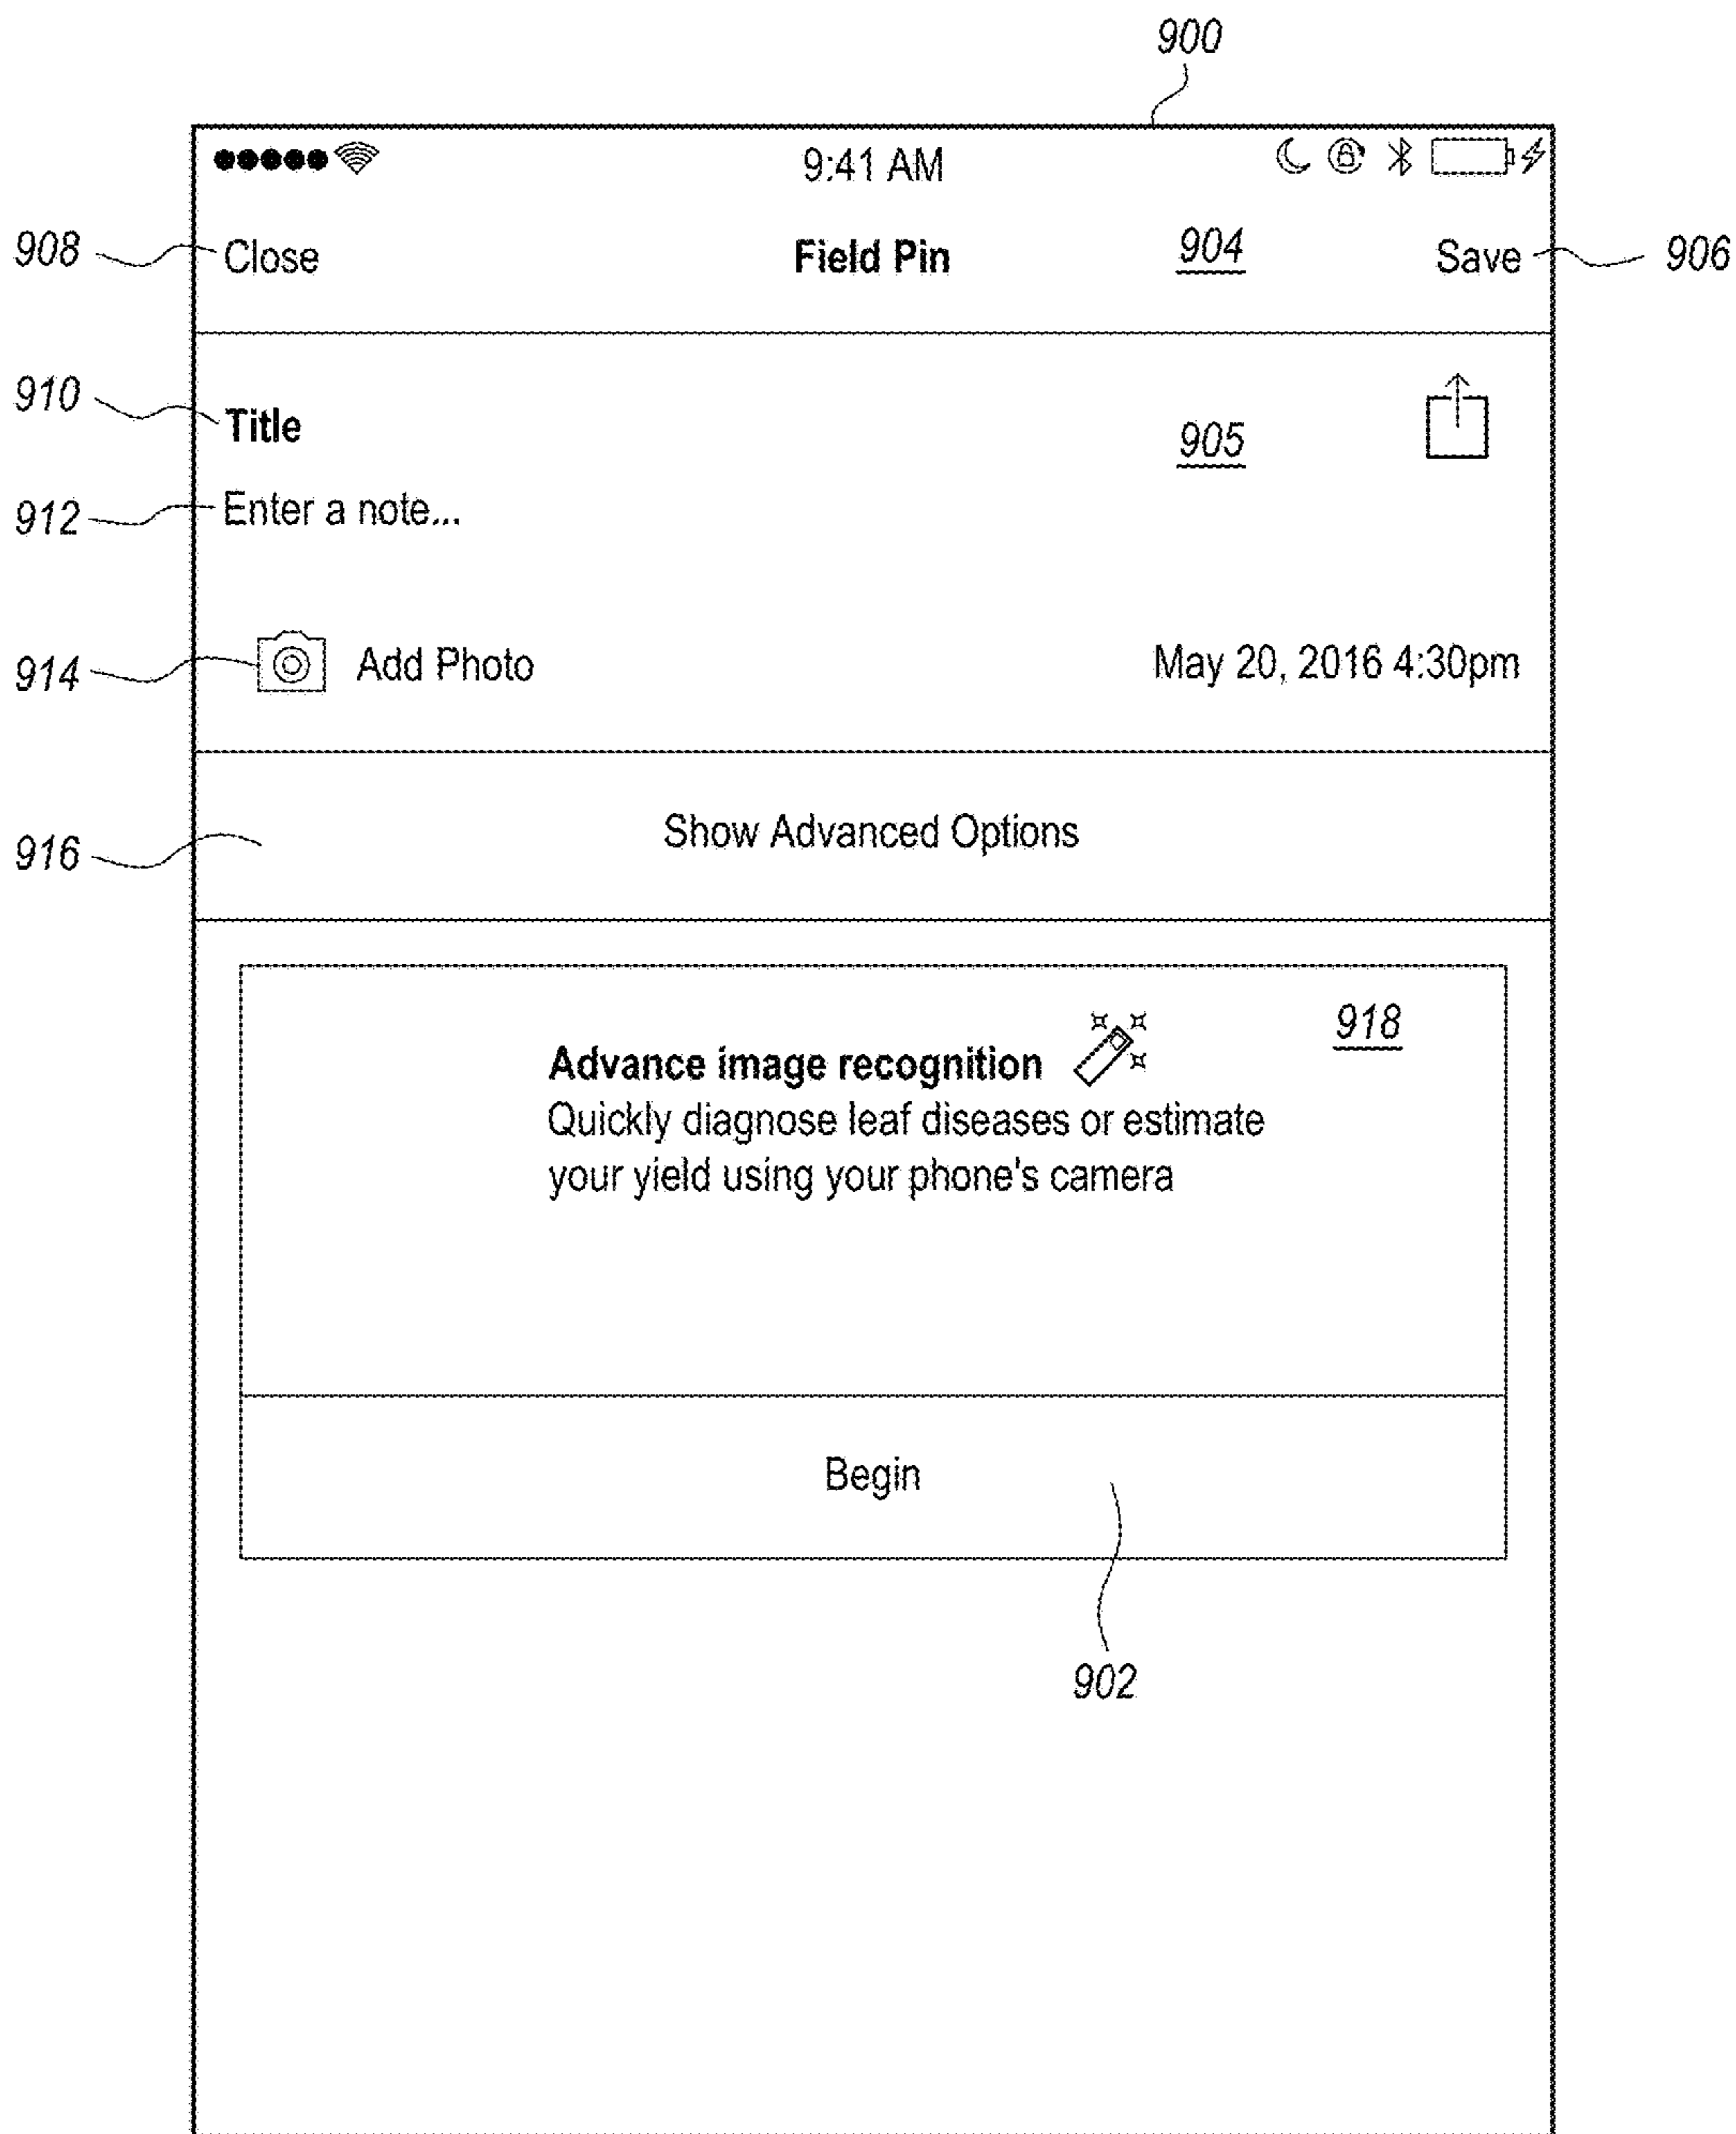 900
9:41 AM
908 Close Field Pin 904 Save 906
910 Title 905
912 Enter a note...
914 Add Photo May 20, 2016 4:30pm
916 Show Advanced Options
918
Advance image recognition
Quickly diagnose leaf diseases or estimate
your yield using your phone's camera
Begin
902